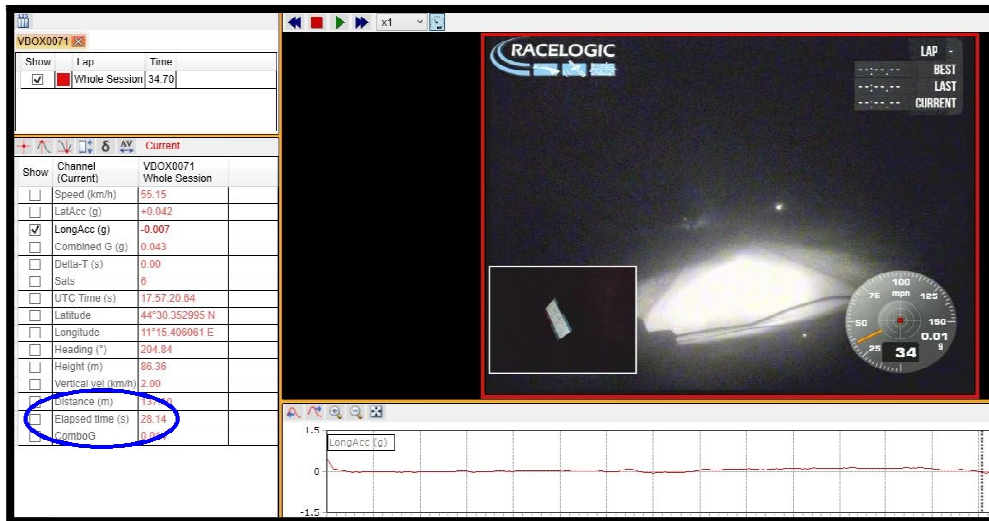 x1
VBOX0071
Show Lap Time
Whole Session 34.70
Current
Show Channel (Current) VBOX0071 Whole Session
Speed (km/h) 55.15
LatAcc (g) +0.042
LongAcc (g) -0.007
Combined G (g) 0.043
Delta-T (s) 0.00
Sats 6
UTC Time (s) 17.57.20.64
Latitude 44°30.352995 N
Longitude 11°15.406061 E
Heading (°) 204.84
Height (m) 86.36
Vertical vel (km/h) 2.00
Distance (m)
Elapsed time (s) 28.14
ComboG
RACELOGIC
LAP -
--:--.-- BEST
--:--.-- LAST
--:--.-- CURRENT
100
75 mph 125
50 150
0.01
g
25 34
1.5
LongAcc (g)
0
-1.5